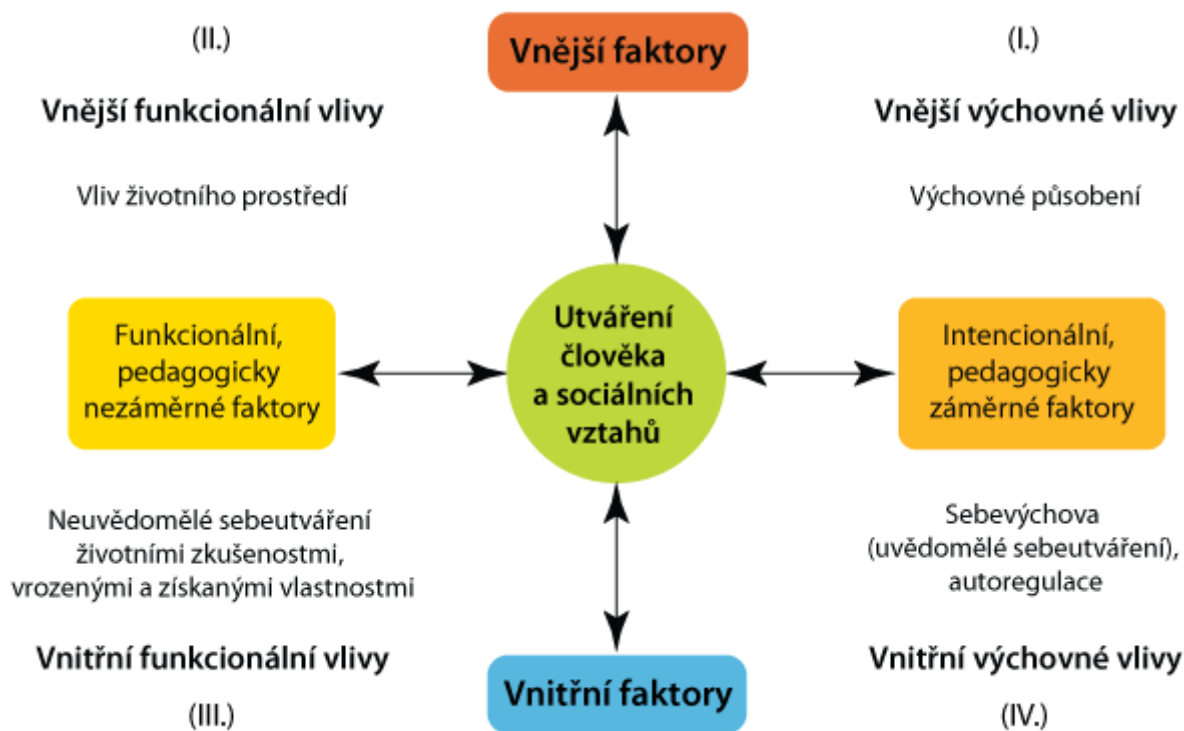 (II.)
Vnější faktory
(I.)
Vnější funkcionální vlivy
Vnější výchovné vlivy
Vliv životního prostředí
Výchovné působení
Funkcionální,
pedagogicky
nezáměrné faktory
Utváření
člověka
a sociálních
vztahů
Intencionální,
pedagogicky
záměrné faktory
Neuvědomělé sebeutváření
životními zkušenostmi,
vrozenými a získanými vlastnostmi
Sebevýchova
(uvědomělé sebeutváření),
autoregulace
Vnitřní funkcionální vlivy
Vnitřní faktory
Vnitřní výchovné vlivy
(III.)
(IV.)